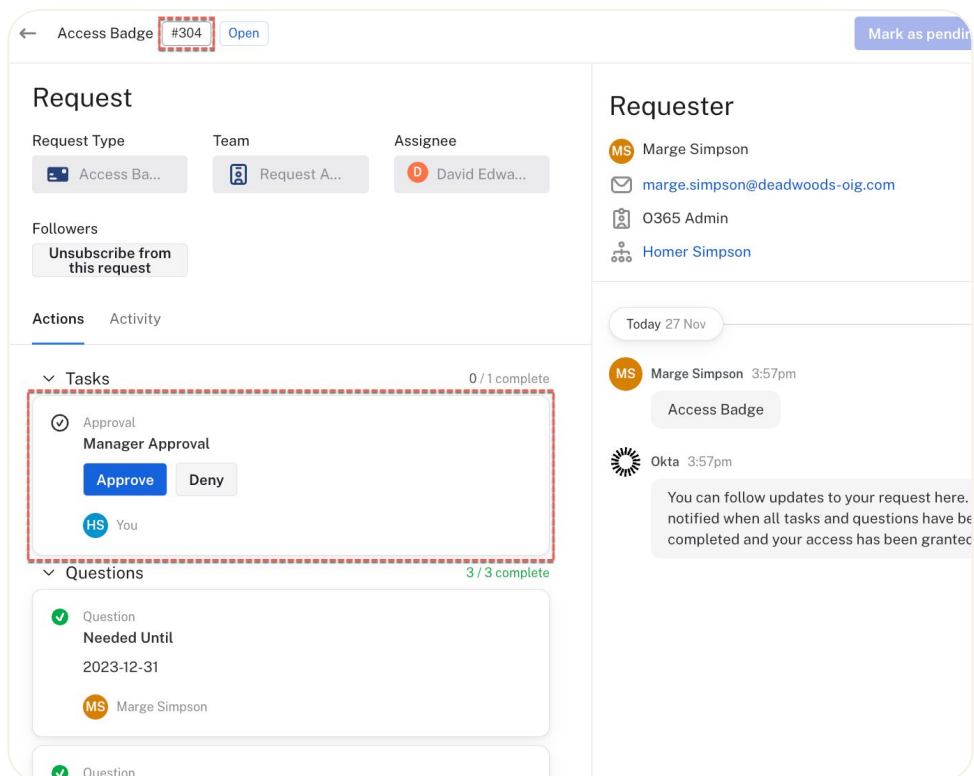 Access Badge #304 Open
Mark as pendin
Request
Request Type Team Assignee
Access Ba... Request A... D David Edwa...
Followers
Unsubscribe from
this request
Actions Activity
Tasks 0 / 1 complete
Approval
Manager Approval
Approve Deny
HS You
Questions 3 / 3 complete
Question
Needed Until
2023-12-31
MS Marge Simpson
Question
Requester
MS Marge Simpson
marge.simpson@deadwoods-oig.com
O365 Admin
Homer Simpson
Today 27 Nov
MS Marge Simpson 3:57pm
Access Badge
Okta 3:57pm
You can follow updates to your request here.
notified when all tasks and questions have be
completed and your access has been granted